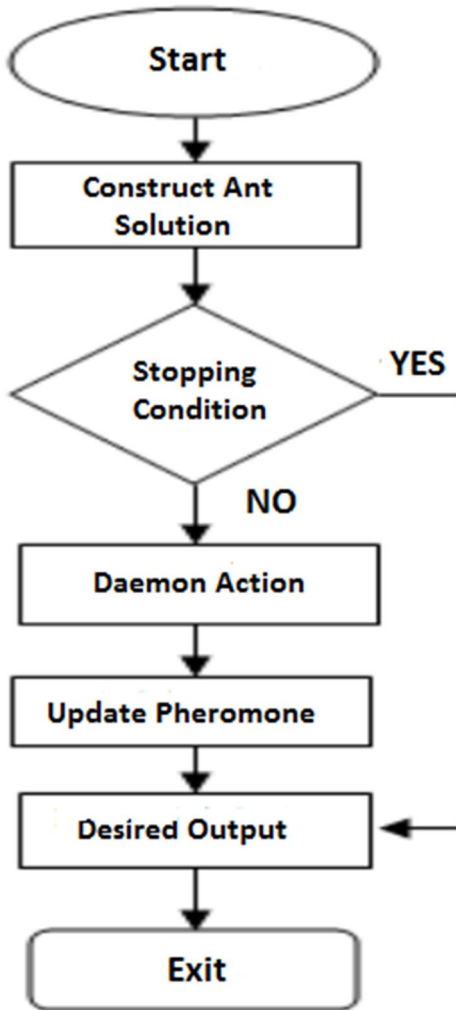 Start
Construct Ant
Solution
Stopping
Condition
YES
NO
Daemon Action
Update Pheromone
Desired Output
Exit